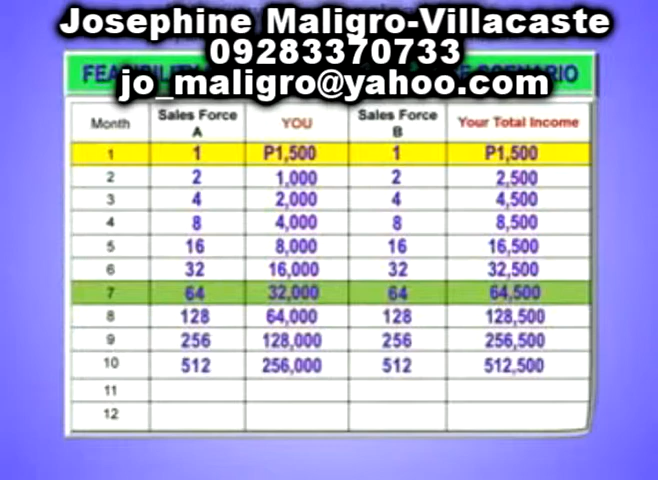 Josephine Maligro-Villacaste
09283370733
jo_maligro@yahoo.com
Month Sales Force A YOU Sales Force B Your Total Income
1 1 P1,500 1 P1,500
2 2 1,000 2 2,500
3 4 2,000 4 4,500
4 8 4,000 8 8,500
5 16 8,000 16 16,500
6 32 16,000 32 32,500
7 64 32,000 64 64,500
8 128 64,000 128 128,500
9 256 128,000 256 256,500
10 512 256,000 512 512,500
11
12